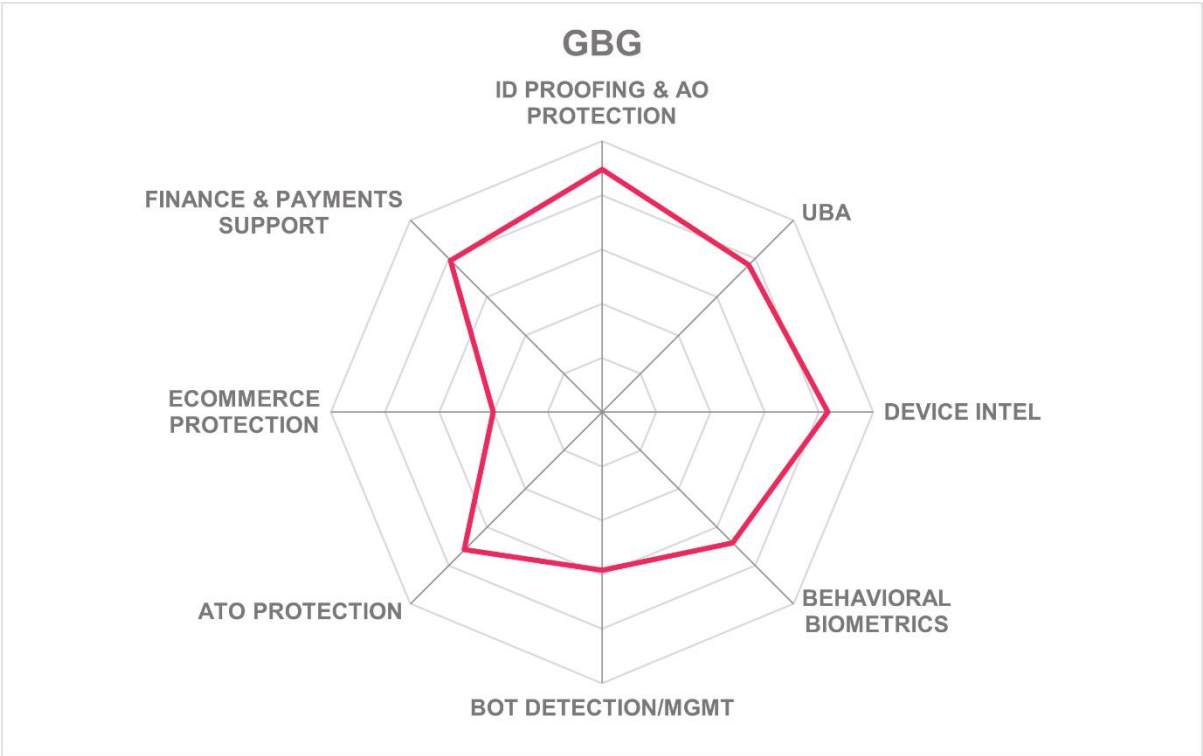 GBG
ID PROOFING & AO
PROTECTION
FINANCE & PAYMENTS
SUPPORT
UBA
ECOMMERCE
PROTECTION
DEVICE INTEL
ATO PROTECTION
BEHAVIORAL
BIOMETRICS
BOT DETECTION/MGMT